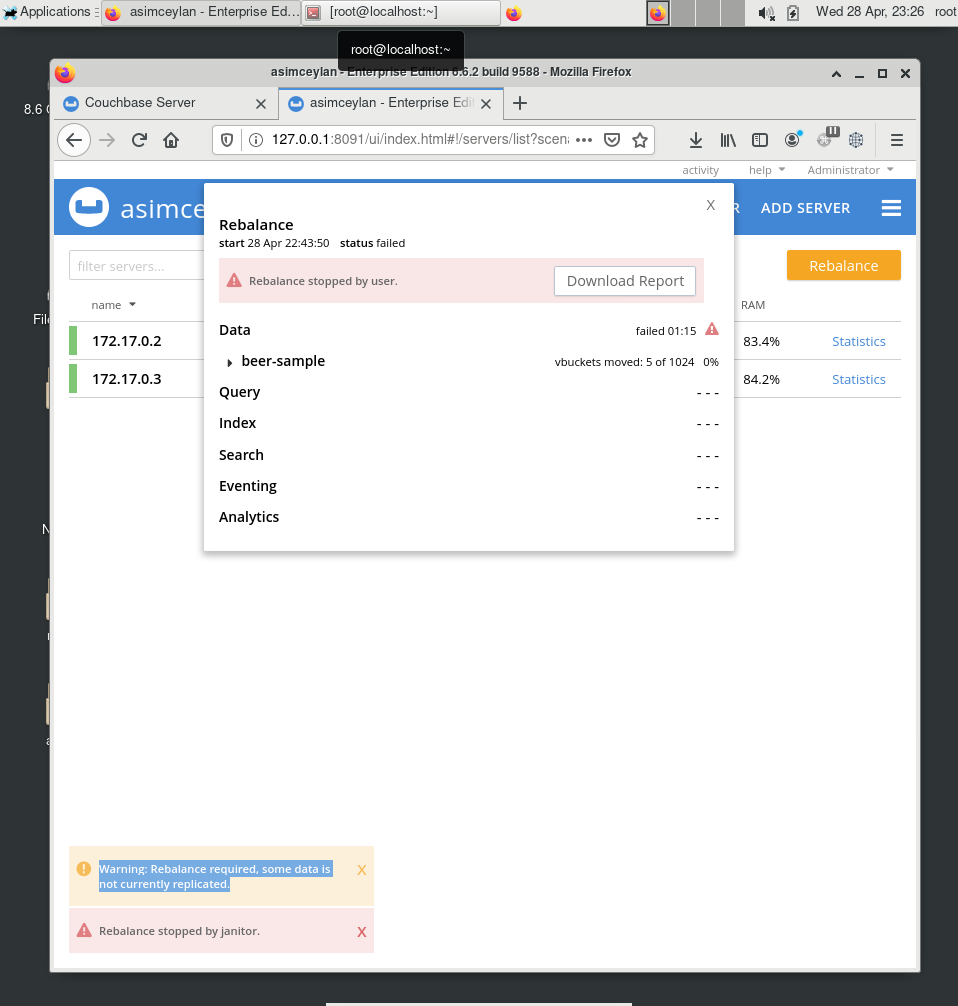 Applications
asimceylan - Enterprise Ed...
[root@localhost:~]
Wed 28 Apr, 23:26
root
root@localhost:~
asimceylan - Enterprise Edition 6.6.2 build 9588 - Mozilla Firefox
8.6
Couchbase Server
asimceylan - Enterprise Edi
127.0.0.1:8091/ui/index.html#!/servers/list?scena
activity
help
Administrator
asimce
R
ADD SERVER
filter servers...
Rebalance
name
RAM
172.17.0.2
83.4%
Statistics
172.17.0.3
84.2%
Statistics
X
Rebalance
start 28 Apr 22:43:50 status failed
Rebalance stopped by user.
Download Report
Data
failed 01:15
beer-sample
vbuckets moved: 5 of 1024 0%
Query
- - -
Index
- - -
Search
- - -
Eventing
- - -
Analytics
- - -
Warning: Rebalance required, some data is
not currently replicated.
X
Rebalance stopped by janitor.
X